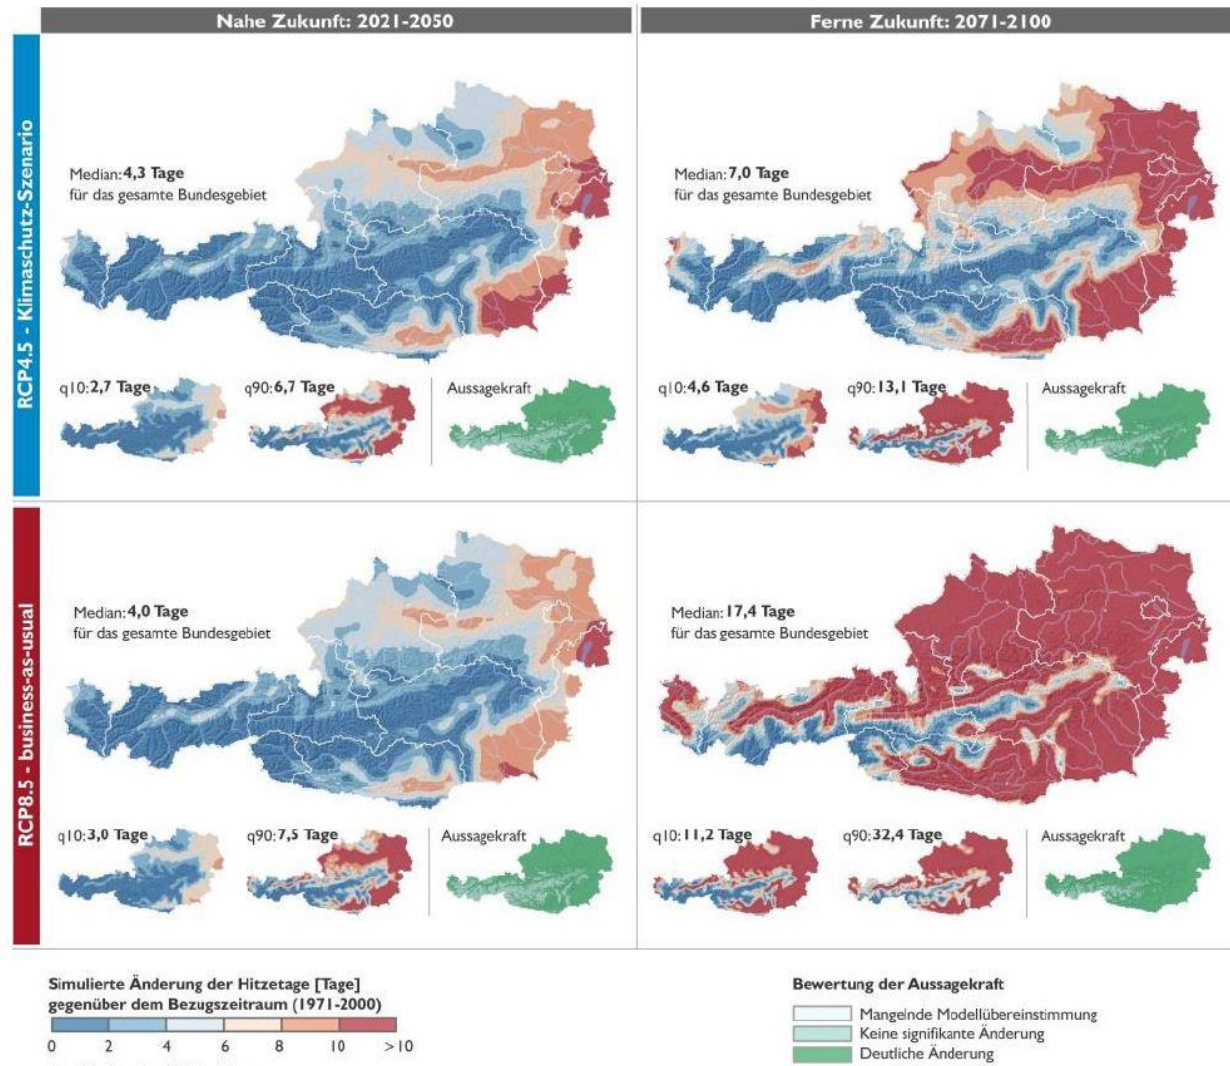 Nahe Zukunft: 2021-2050
Ferne Zukunft: 2071-2100
RCP4.5 - Klimaschutz-Szenario
Median: 4,3 Tage
für das gesamte Bundesgebiet
q10: 2,7 Tage
q90: 6,7 Tage
Aussagekraft
Median: 7,0 Tage
für das gesamte Bundesgebiet
q10: 4,6 Tage
q90: 13,1 Tage
Aussagekraft
RCP8.5 - business-as-usual
Median: 4,0 Tage
für das gesamte Bundesgebiet
q10: 3,0 Tage
q90: 7,5 Tage
Aussagekraft
Median: 17,4 Tage
für das gesamte Bundesgebiet
q10: 11,2 Tage
q90: 32,4 Tage
Aussagekraft
Simulierte Änderung der Hitzetage [Tage]
gegenüber dem Bezugszeitraum (1971-2000)
0 2 4 6 8 10 >10
Bewertung der Aussagekraft
Mangelnde Modellübereinstimmung
Keine signifikante Änderung
Deutliche Änderung